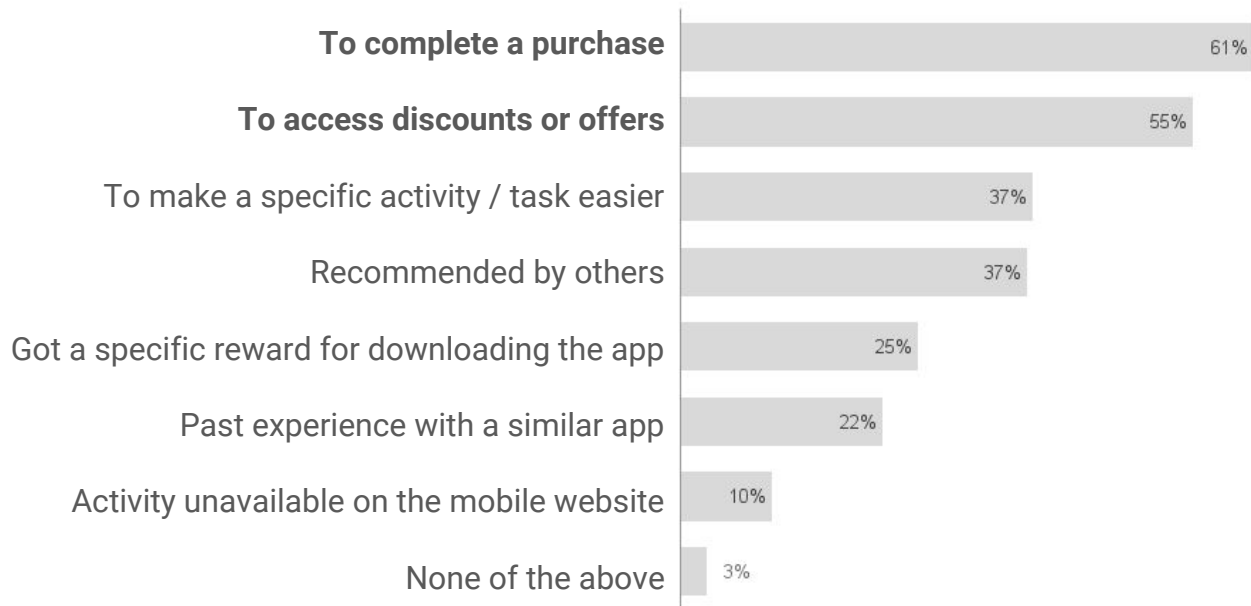 To complete a purchase 61%
To access discounts or offers 55%
To make a specific activity / task easier 37%
Recommended by others 37%
Got a specific reward for downloading the app 25%
Past experience with a similar app 22%
Activity unavailable on the mobile website 10%
None of the above 3%